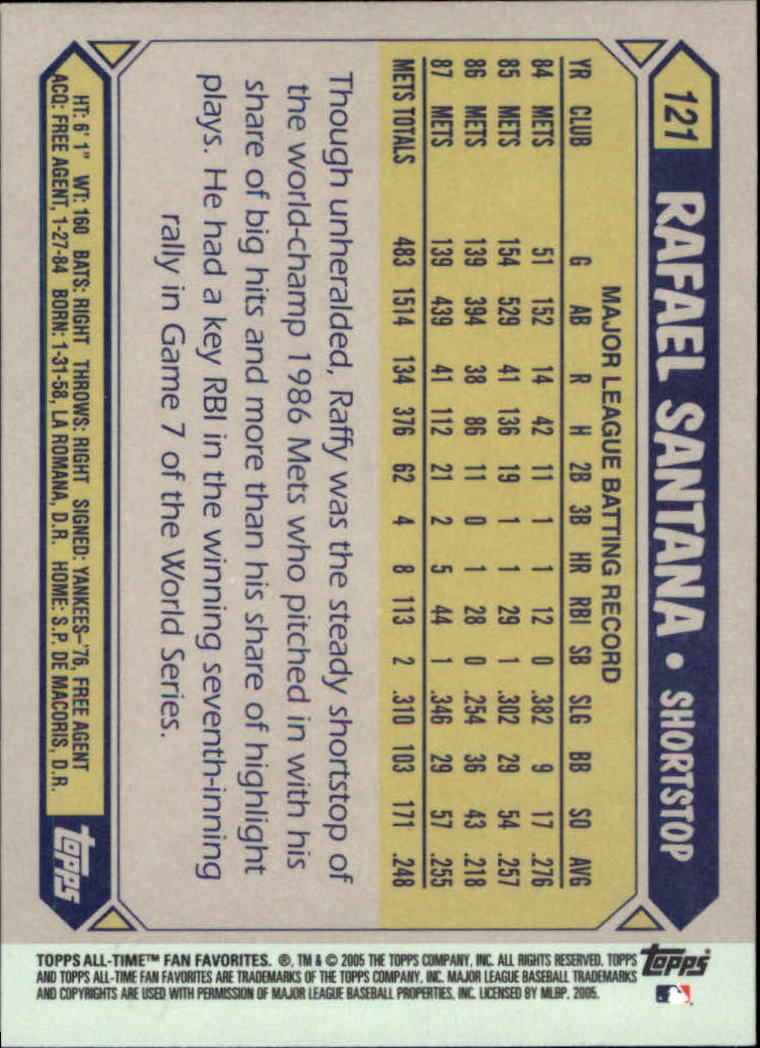 121 RAFAEL SANTANA • SHORTSTOP
MAJOR LEAGUE BATTING RECORD
YR CLUB G AB R H 2B 3B HR RBI SB SLG BB SO AVG
84 METS 51 152 14 42 11 1 1 12 0 .382 9 17 .276
85 METS 154 529 41 136 19 1 1 29 1 .302 29 54 .257
86 METS 139 394 38 86 11 0 1 28 0 .254 36 43 .218
87 METS 139 439 41 112 21 2 5 44 1 .346 29 57 .255
METS TOTALS 483 1514 134 376 62 4 8 113 2 .310 103 171 .248
Though unheralded, Raffy was the steady shortstop of
the world-champ 1986 Mets who pitched in with his
share of big hits and more than his share of highlight
plays. He had a key RBI in the winning seventh-inning
rally in Game 7 of the World Series.
HT: 6' 1" WT: 160 BATS: RIGHT THROWS: RIGHT SIGNED: YANKEES-'76, FREE AGENT
ACQ: FREE AGENT, 1-27-84 BORN: 1-31-58, LA ROMANA, D.R. HOME: S.P. DE MACORIS, D.R.
topps
TOPPS ALL-TIME™ FAN FAVORITES. ®, TM & © 2005 THE TOPPS COMPANY, INC. ALL RIGHTS RESERVED. TOPPS
AND TOPPS ALL-TIME FAN FAVORITES ARE TRADEMARKS OF THE TOPPS COMPANY, INC. MAJOR LEAGUE BASEBALL TRADEMARKS
AND COPYRIGHTS ARE USED WITH PERMISSION OF MAJOR LEAGUE BASEBALL PROPERTIES, INC. LICENSED BY MLBP, 2005.
topps